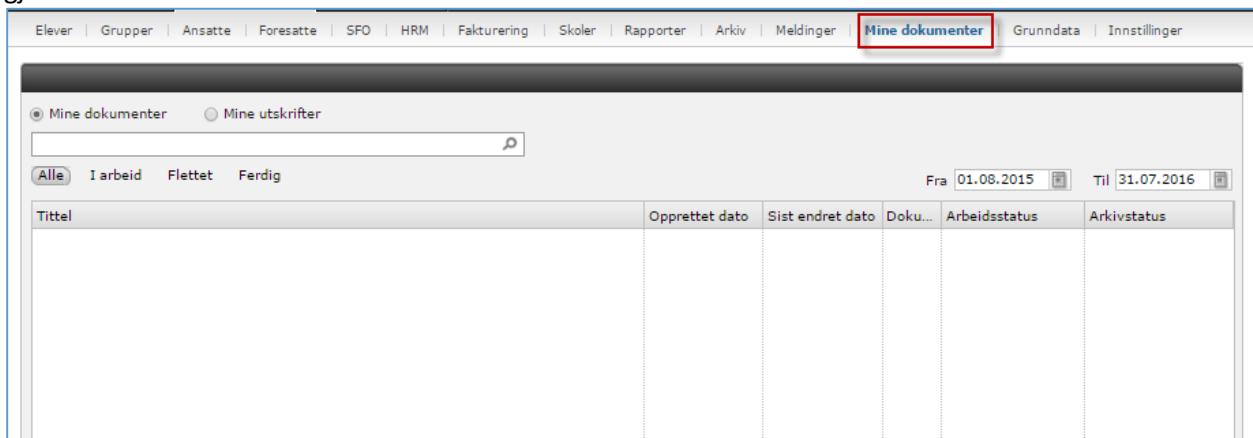 Elever | Grupper | Ansatte | Foresatte | SFO | HRM | Fakturering | Skoler | Rapporter | Arkiv | Meldinger | Mine dokumenter | Grunndata | Innstillinger
Mine dokumenter Mine utskrifter
Alle I arbeid Flettet Ferdig Fra 01.08.2015 Til 31.07.2016
Tittel Opprettet dato Sist endret dato Doku... Arbeidsstatus Arkivstatus